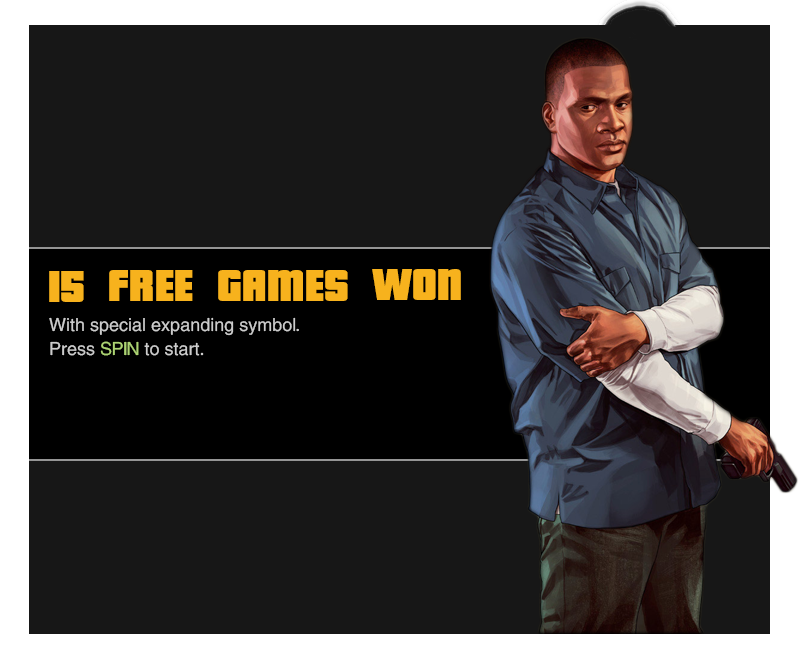 15 FREE GAMES WON
With special expanding symbol.
Press SPIN to start.